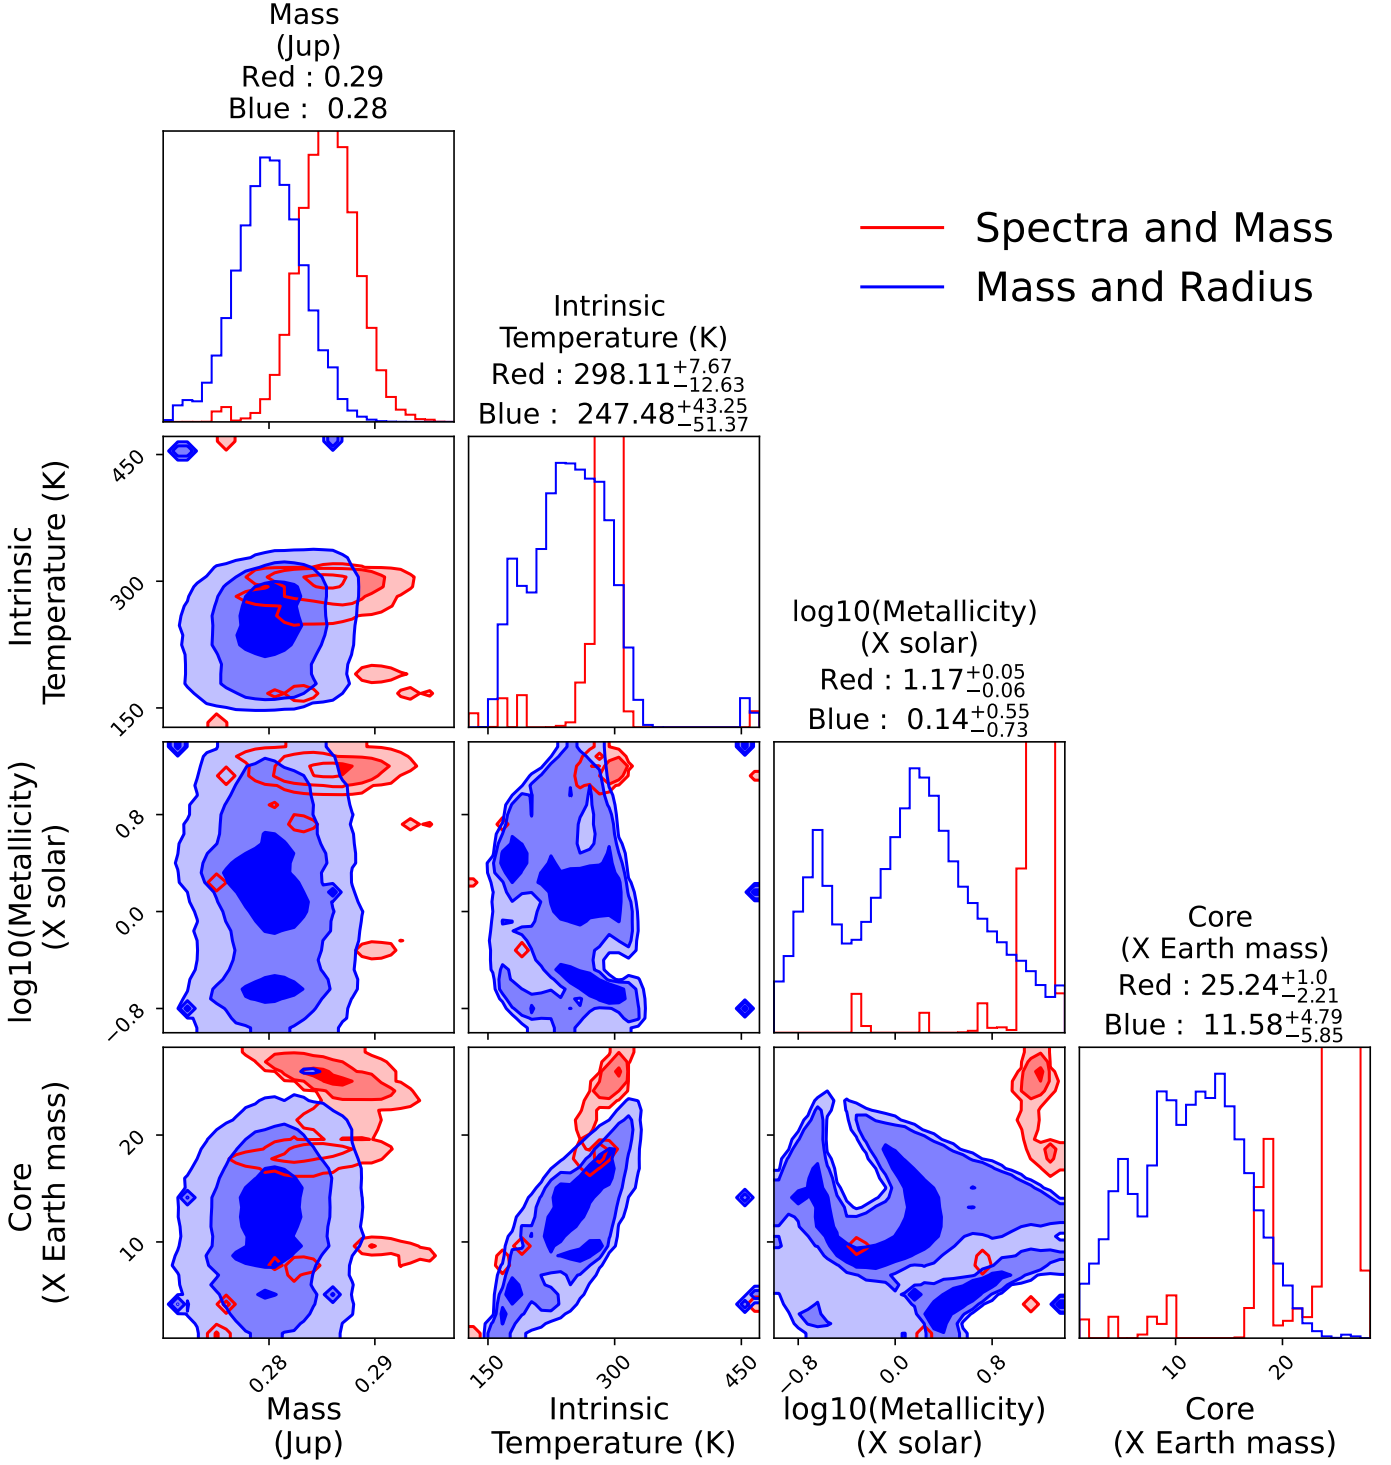 Mass
(Jup)
Red : 0.29
Blue :  0.28
Spectra and Mass
Mass and Radius
Intrinsic
Temperature (K)
Red : 298.11+7.67 −12.63
Blue :  247.48+43.25 −51.37
log10(Metallicity)
(X solar)
Red : 1.17+0.05 −0.06
Blue :  0.14+0.55 −0.73
Core
(X Earth mass)
Red : 25.24+1.0 −2.21
Blue :  11.58+4.79 −5.85
Intrinsic
Temperature (K)
450
300
150
log10(Metallicity)
(X solar)
0.8
0.0
−0.8
Core
(X Earth mass)
20
10
0.28
0.29
150
300
450
−0.8
0.0
0.8
10
20
Mass
(Jup)
Intrinsic
Temperature (K)
log10(Metallicity)
(X solar)
Core
(X Earth mass)